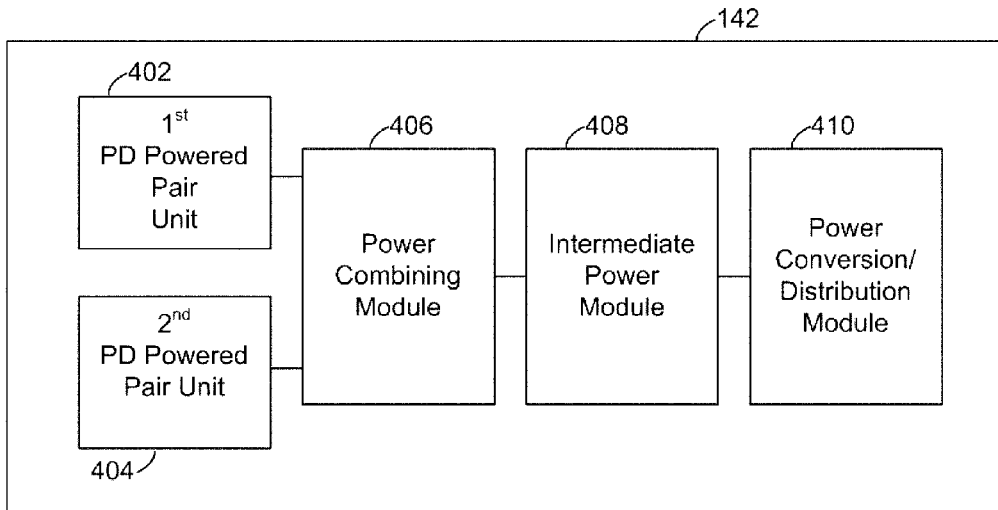 142
402
1st
PD Powered
Pair
Unit
2nd
PD Powered
Pair Unit
404
406
Power
Combining
Module
408
Intermediate
Power
Module
410
Power
Conversion/
Distribution
Module